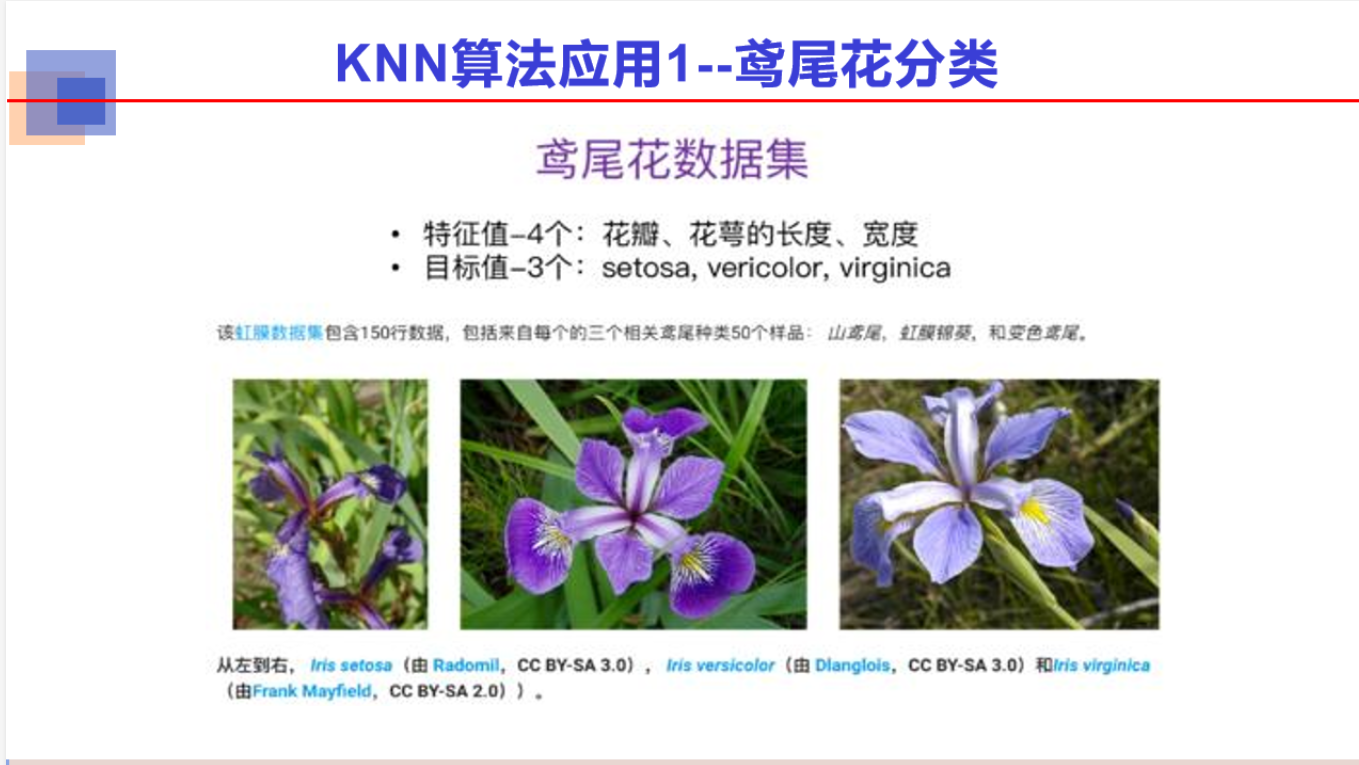 KNN算法应用1--鸢尾花分类
鸢尾花数据集
• 特征值-4个：花瓣、花萼的长度、宽度
• 目标值-3个：setosa, vericolor, virginica
该虹膜数据集包含150行数据，包括来自每个的三个相关鸢尾种类50个样品： 山鸢尾，虹膜锦葵，和变色鸢尾。
从左到右， Iris setosa（由 Radomil，CC BY-SA 3.0），Iris versicolor（由 Dlanglois，CC BY-SA 3.0）和Iris virginica
（由Frank Mayfield，CC BY-SA 2.0））。